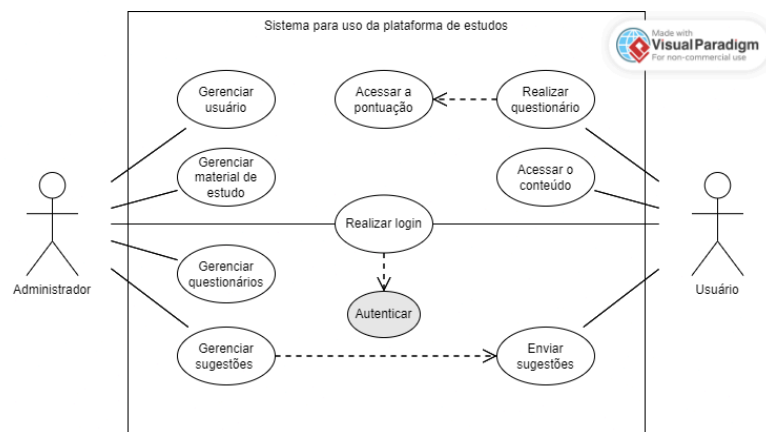 Sistema para uso da plataforma de estudos
Made with
Visual Paradigm
For non-commercial use
Gerenciar
usuário
Acessar a
pontuação
Realizar
questionário
Gerenciar
material de
estudo
Acessar o
conteúdo
Realizar login
Administrador
Usuário
Gerenciar
questionários
Autenticar
Gerenciar
sugestões
Enviar
sugestões